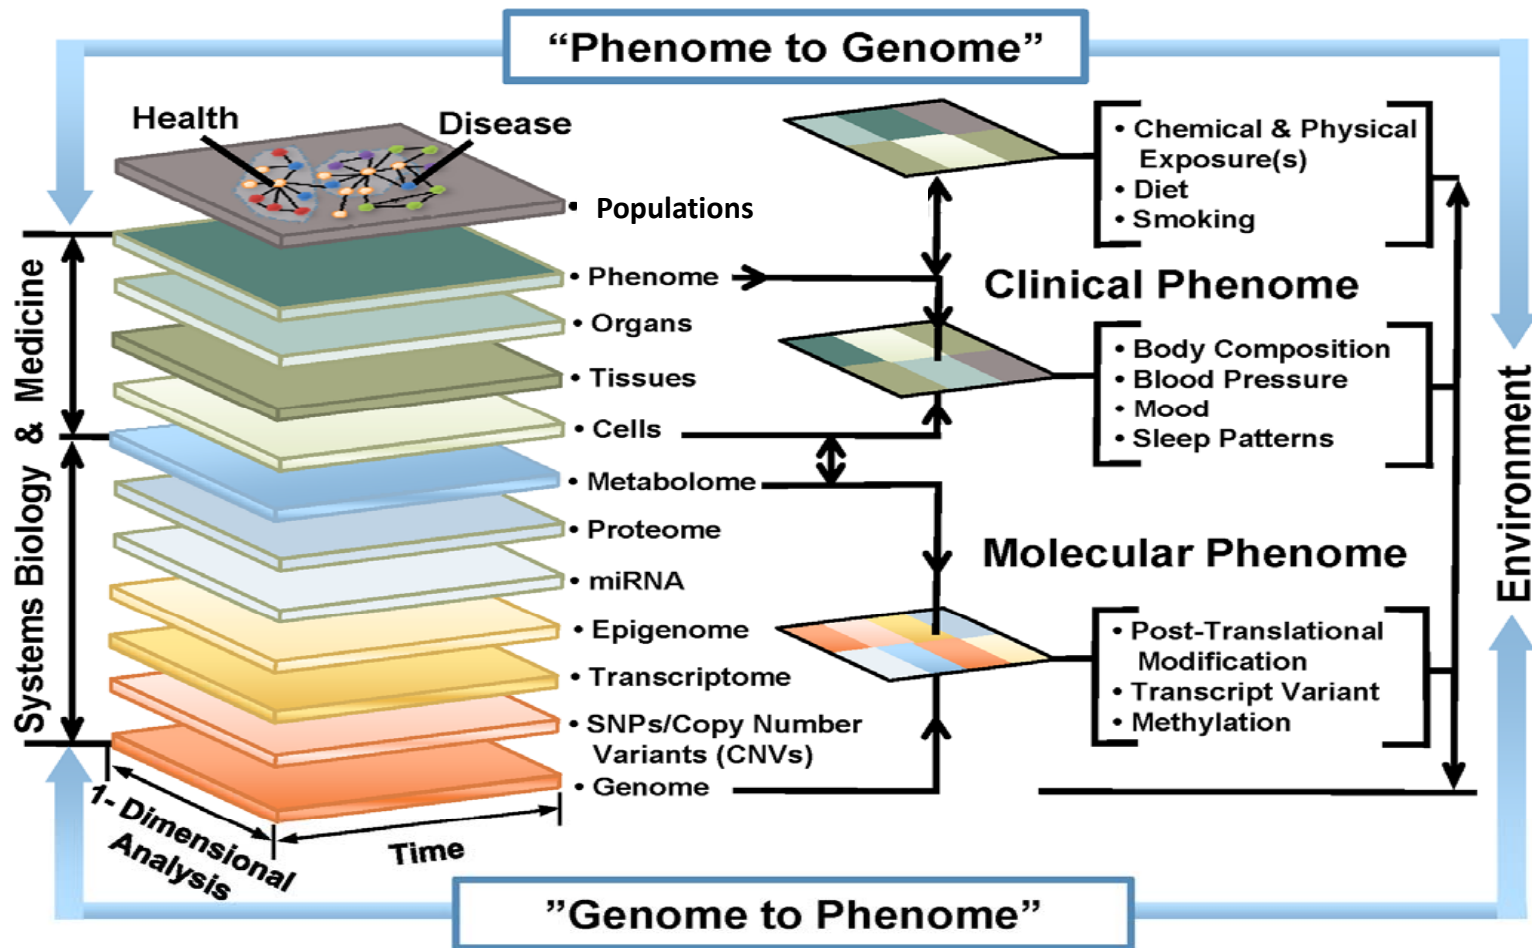 ”Phenome to Genome”
Health
Disease
• Populations
• Phenome
• Organs
• Tissues
• Cells
• Metabolome
• Proteome
• miRNA
• Epigenome
• Transcriptome
• SNPs/Copy Number
Variants (CNVs)
• Genome
Systems Biology & Medicine
1- Dimensional
Analysis
Time
• Chemical & Physical
Exposure(s)
• Diet
• Smoking
Clinical Phenome
• Body Composition
• Blood Pressure
• Mood
• Sleep Patterns
Molecular Phenome
• Post-Translational
Modification
• Transcript Variant
• Methylation
Environment
”Genome to Phenome”